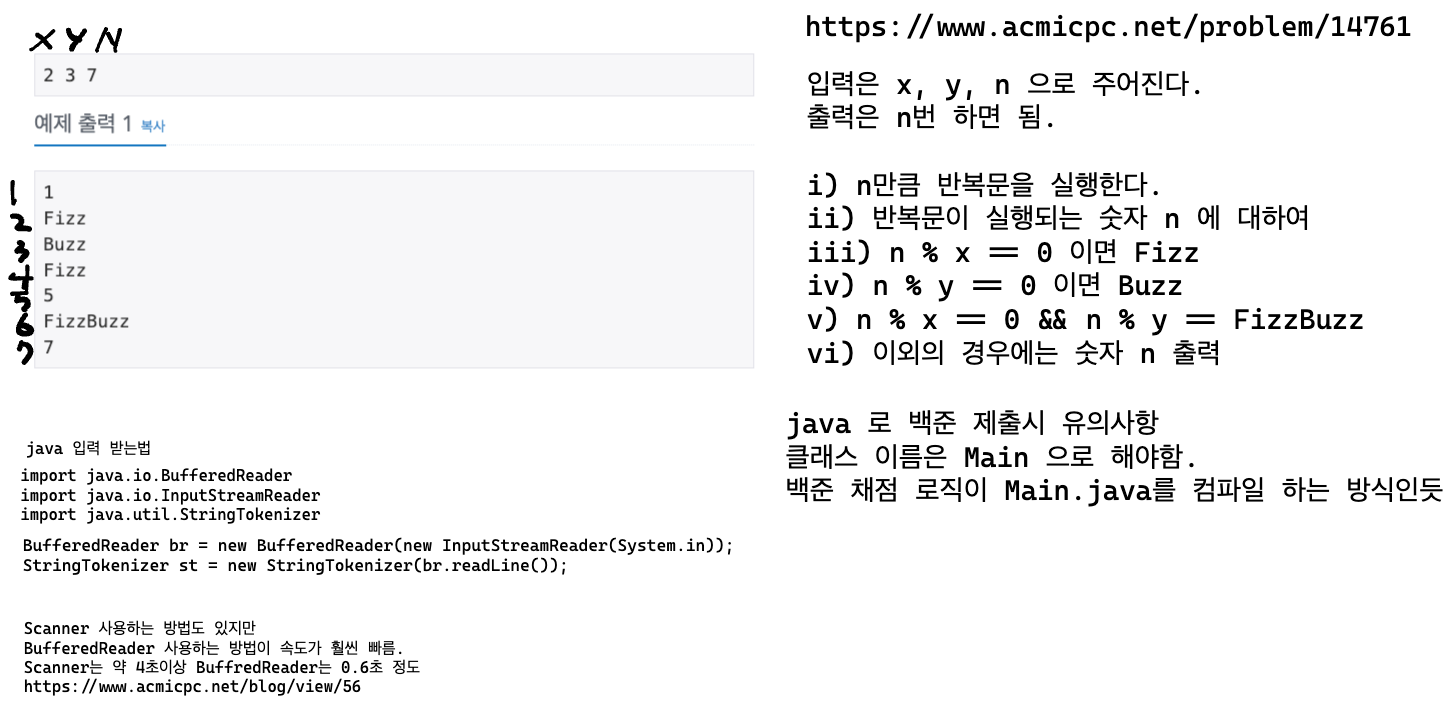 X Y N
2 3 7
예제 출력 1 복사
1 1
2 Fizz
3 Buzz
4 Fizz
5 5
6 FizzBuzz
7 7
java 입력 받는법
import java.io.BufferedReader
import java.io.InputStreamReader
import java.util.StringTokenizer
BufferedReader br = new BufferedReader(new InputStreamReader(System.in));
StringTokenizer st = new StringTokenizer(br.readLine());
Scanner 사용하는 방법도 있지만
BufferedReader 사용하는 방법이 속도가 훨씬 빠름.
Scanner는 약 4초이상 BuffredReader는 0.6초 정도
https://www.acmicpc.net/blog/view/56
https://www.acmicpc.net/problem/14761
입력은 x, y, n 으로 주어진다.
출력은 n번 하면 됨.
i) n만큼 반복문을 실행한다.
ii) 반복문이 실행되는 숫자 n 에 대하여
iii) n % x == 0 이면 Fizz
iv) n % y == 0 이면 Buzz
v) n % x == 0 && n % y == FizzBuzz
vi) 이외의 경우에는 숫자 n 출력
java 로 백준 제출시 유의사항
클래스 이름은 Main 으로 해야함.
백준 채점 로직이 Main.java를 컴파일 하는 방식인듯